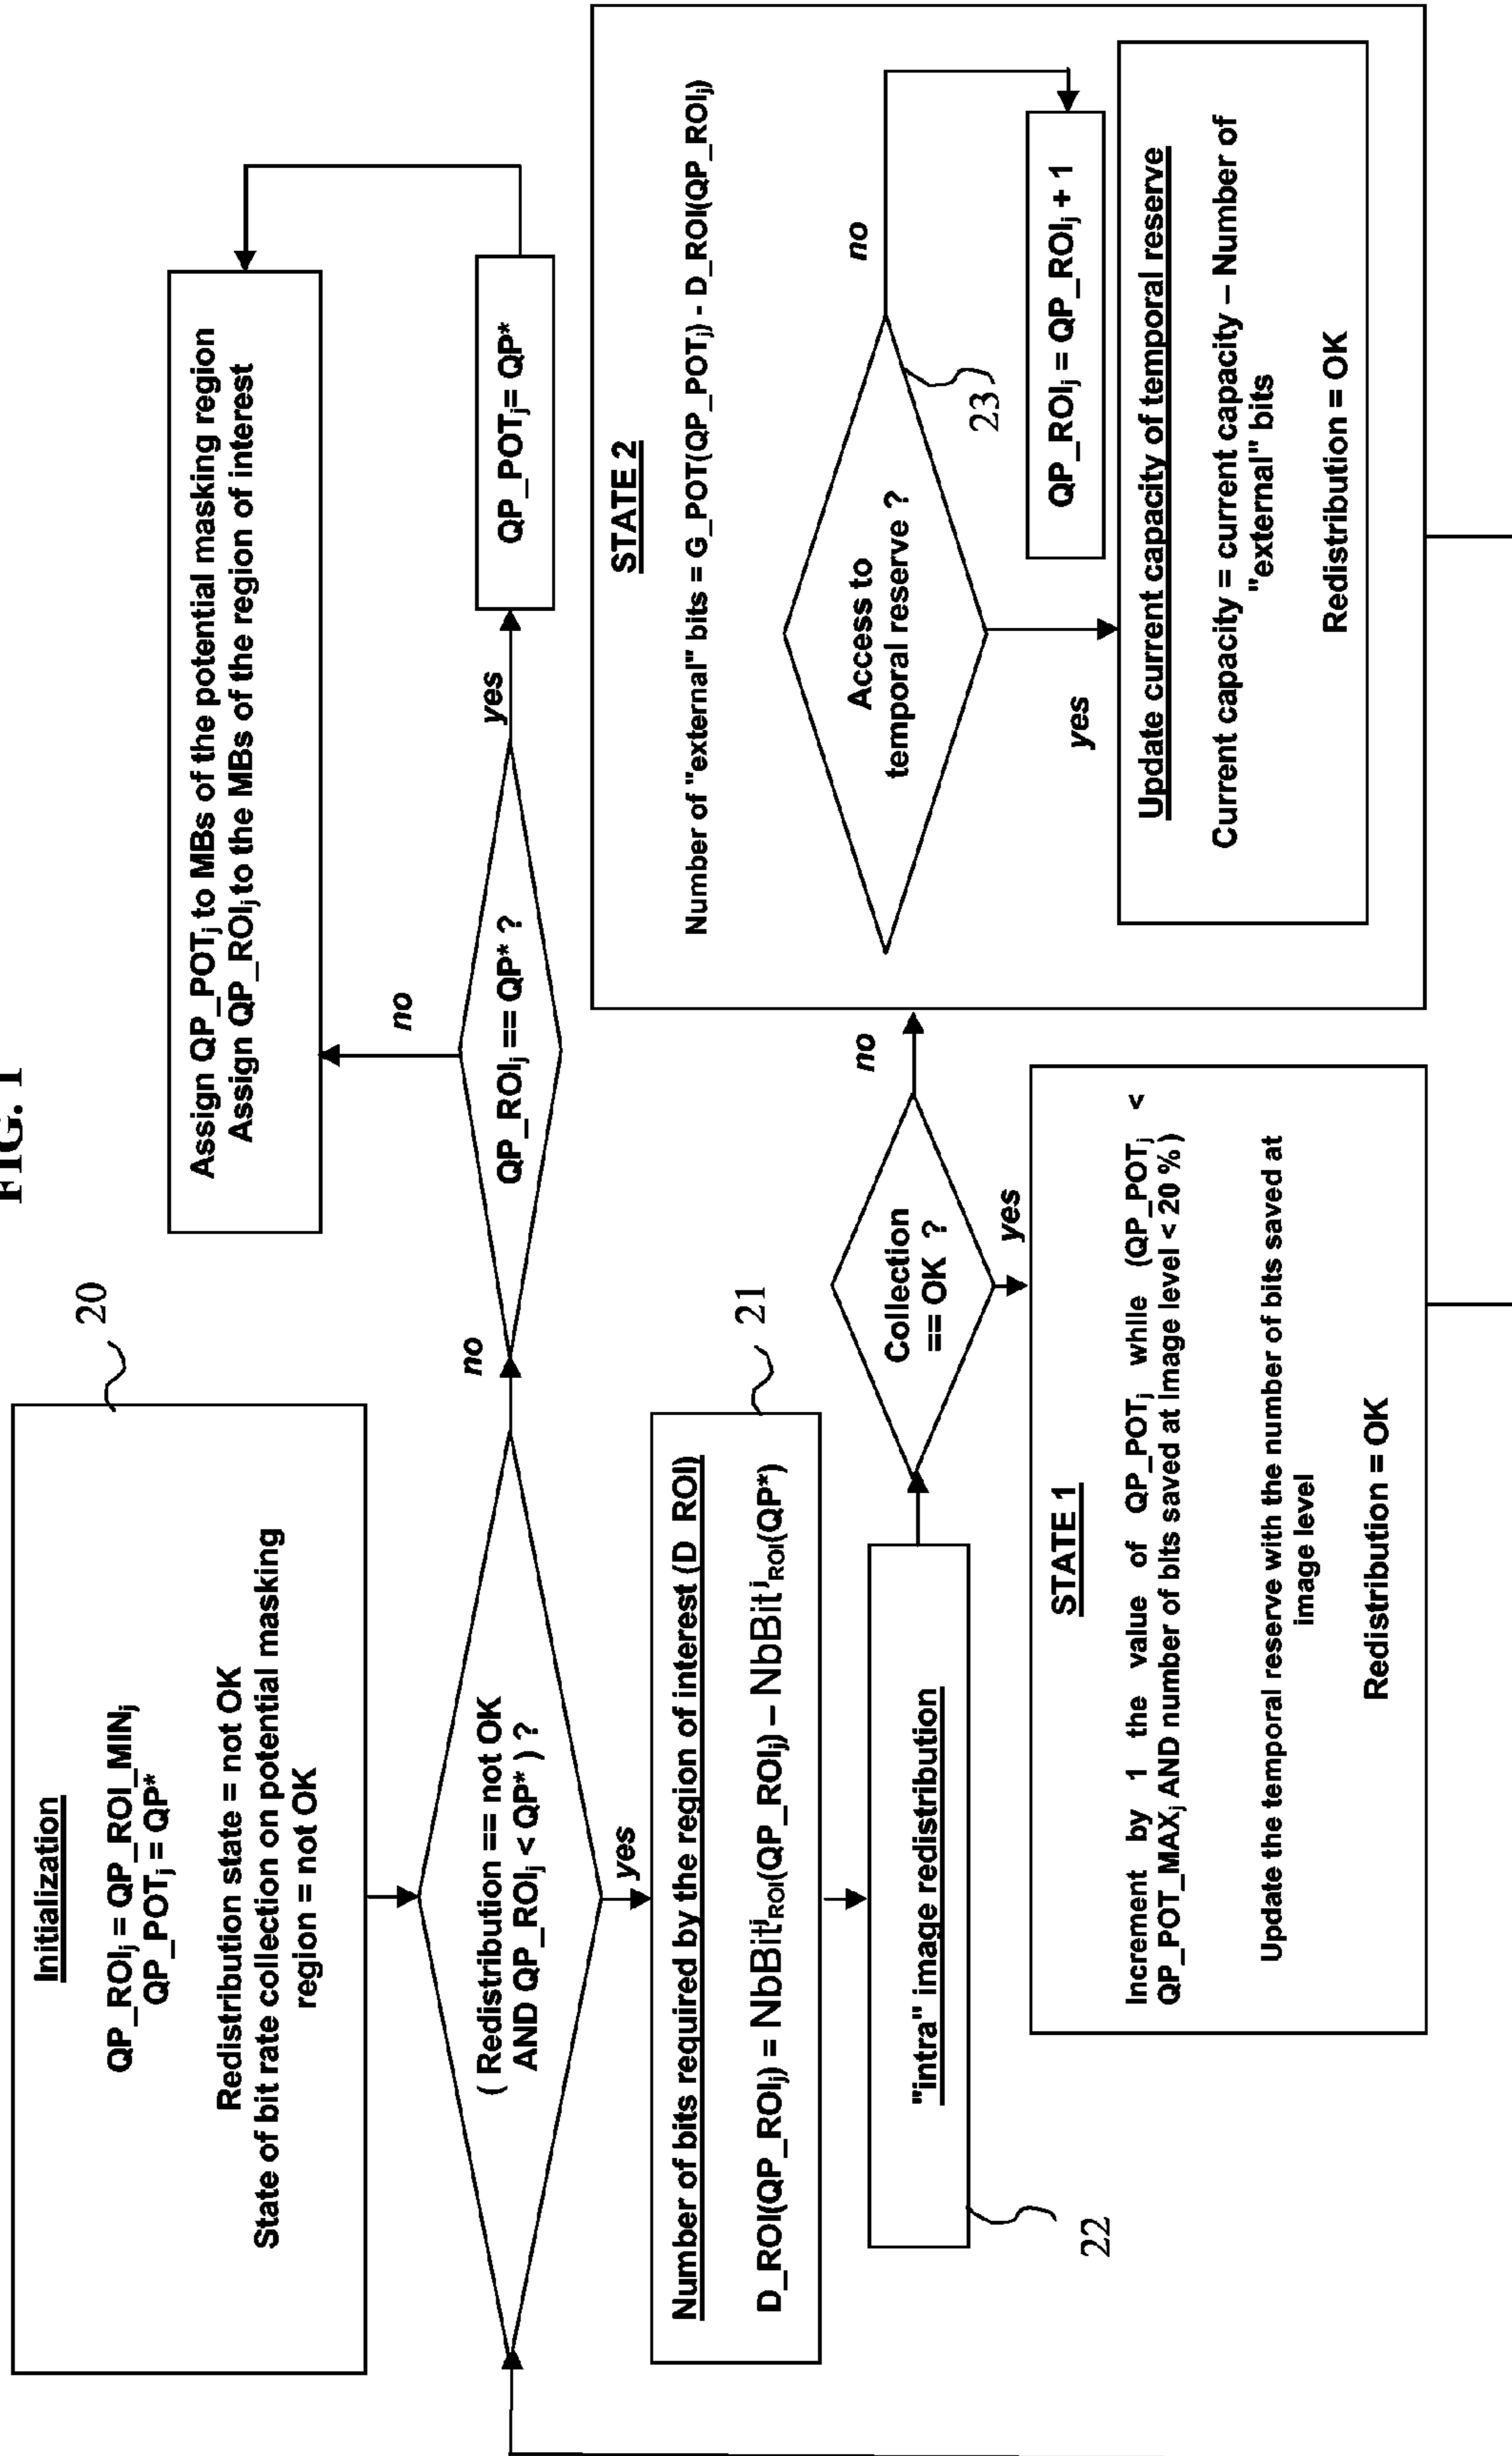 FIG. 1
20
Initialization
QP_ROIj = QP_ROI_MINj
QP_POTj = QP*
Redistribution state = not OK
State of bit rate collection on potential masking
region = not OK
( Redistribution == not OK
AND QP_ROIj < QP* ) ?
no
yes
QP_ROIj == QP* ?
no
yes
QP_POTj= QP*
Assign QP_POTj to MBs of the potential masking region
Assign QP_ROIj to the MBs of the region of interest
21
Number of bits required by the region of interest (D_ROI)
D_ROI(QP_ROIj) = NbBitʲROI(QP_ROIj) – NbBitʲROI(QP*)
"intra" image redistribution
22
Collection
== OK ?
no
yes
STATE 1
Increment by 1 the value of QP_POTj while (QP_POTj <
QP_POT_MAXj AND number of bits saved at image level < 20 %)
Update the temporal reserve with the number of bits saved at
image level
Redistribution = OK
STATE 2
Number of "external" bits = G_POT(QP_POTj) - D_ROI(QP_ROIj)
Access to
temporal reserve ?
no
23
yes
QP_ROIj = QP_ROIj + 1
Update current capacity of temporal reserve
Current capacity = current capacity – Number of
"external" bits
Redistribution = OK